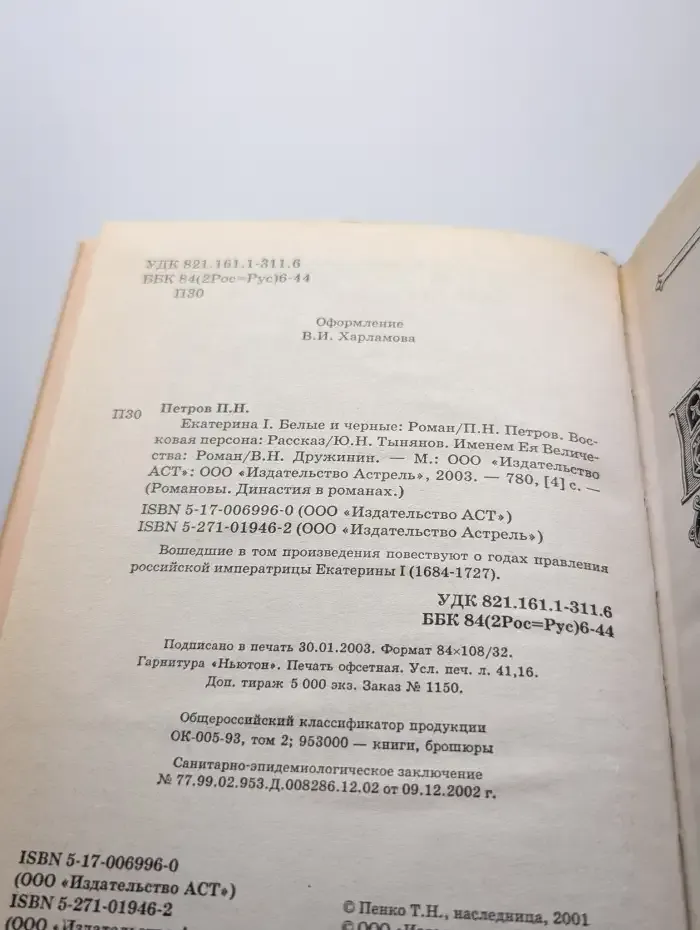 УДК 821.161.1-311.6
ББК 84(2Рос=Рус)6-44
П30
Оформление
В.И. Харламова
Петров П.Н.
П30
Екатерина I. Белые и черные: Роман/П.Н. Петров. Вос-
ковая персона: Рассказ/Ю.Н. Тынянов. Именем Ея Величе-
ства: Роман/В.Н. Дружинин. — М.: ООО «Издательство
АСТ»: ООО «Издательство Астрель», 2003. — 780, [4] с. —
(Романовы. Династия в романах.)
ISBN 5-17-006996-0 (ООО «Издательство АСТ»)
ISBN 5-271-01946-2 (ООО «Издательство Астрель»)
Вошедшие в том произведения повествуют о годах правления
российской императрицы Екатерины I (1684-1727).
УДК 821.161.1-311.6
ББК 84(2Рос=Рус)6-44
Подписано в печать 30.01.2003. Формат 84×108/32.
Гарнитура «Ньютон». Печать офсетная. Усл. печ. л. 41,16.
Доп. тираж 5 000 экз. Заказ № 1150.
Общероссийский классификатор продукции
ОК-005-93, том 2; 953000 — книги, брошюры
Санитарно-эпидемиологическое заключение
№ 77.99.02.953.Д.008286.12.02 от 09.12.2002 г.
ISBN 5-17-006996-0
(ООО «Издательство АСТ»)
ISBN 5-271-01946-2
(ООО «Издательство
© Пенко Т.Н., наследница, 2001
© ООО